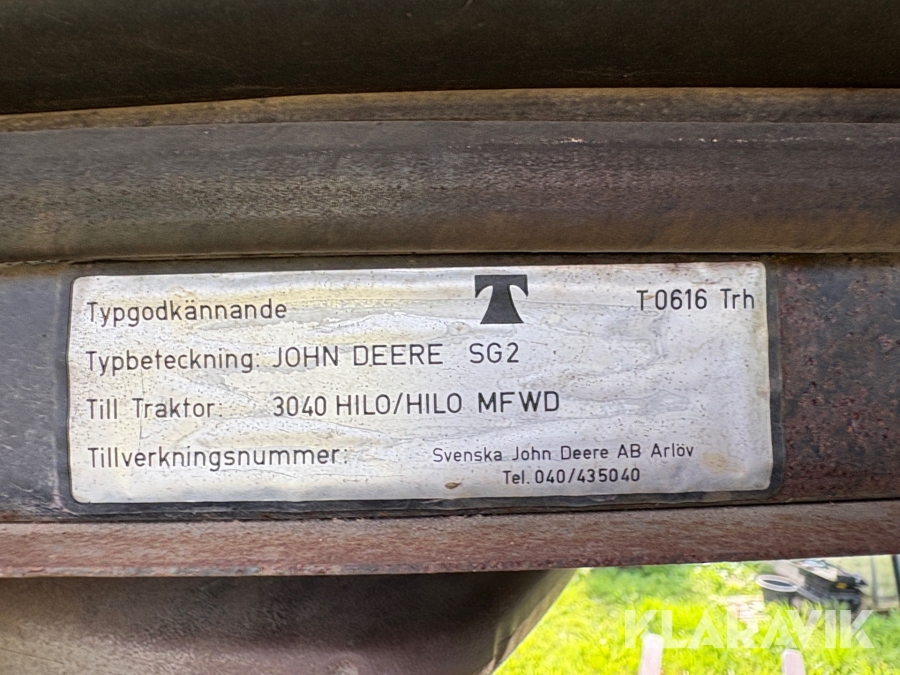 Typgodkännande T0616 Trh
Typbeteckning: JOHN DEERE SG2
Till Traktor: 3040 HILO/HILO MFWD
Tillverkningsnummer: Svenska John Deere AB Arlöv
Tel. 040/435040
KLARAVIK